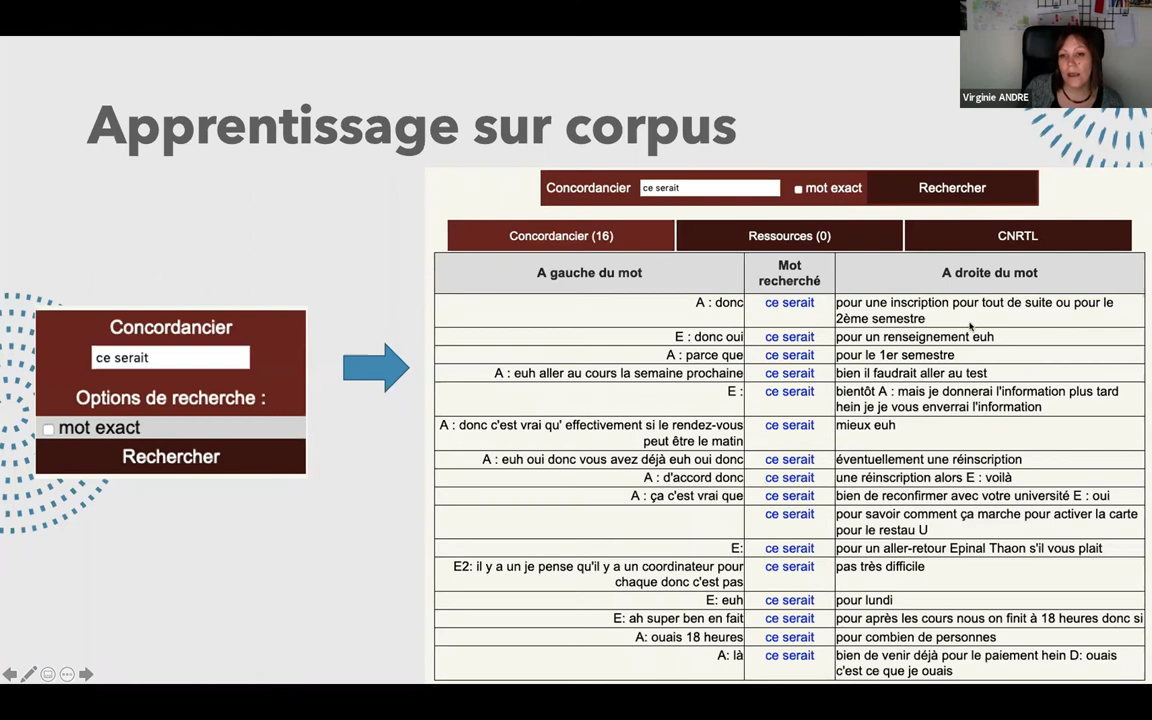 Virginie ANDRE
Apprentissage sur corpus
Concordancier
ce serait
Options de recherche :
mot exact
Rechercher
Concordancier ce serait mot exact Rechercher
Concordancier (16) Ressources (0) CNRTL
A gauche du mot Mot recherché A droite du mot
A : donc ce serait pour une inscription pour tout de suite ou pour le
2ème semestre
E : donc oui ce serait pour un renseignement euh
A : parce que ce serait pour le 1er semestre
A : euh aller au cours la semaine prochaine ce serait bien il faudrait aller au test
E : ce serait bientôt A : mais je donnerai l'information plus tard
hein je je vous enverrai l'information
A : donc c'est vrai qu' effectivement si le rendez-vous
peut être le matin ce serait mieux euh
A : euh oui donc vous avez déjà euh oui donc ce serait éventuellement une réinscription
A : d'accord donc ce serait une réinscription alors E : voilà
A : ça c'est vrai que ce serait bien de reconfirmer avec votre université E : oui
ce serait pour savoir comment ça marche pour activer la carte
pour le restau U
E: ce serait pour un aller-retour Epinal Thaon s'il vous plait
E2: il y a un je pense qu'il y a un coordinateur pour
chaque donc c'est pas ce serait pas très difficile
E: euh ce serait pour lundi
E: ah super ben en fait ce serait pour après les cours nous on finit à 18 heures donc si
A: ouais 18 heures ce serait pour combien de personnes
A: là ce serait bien de venir déjà pour le paiement hein D: ouais
c'est ce que je ouais